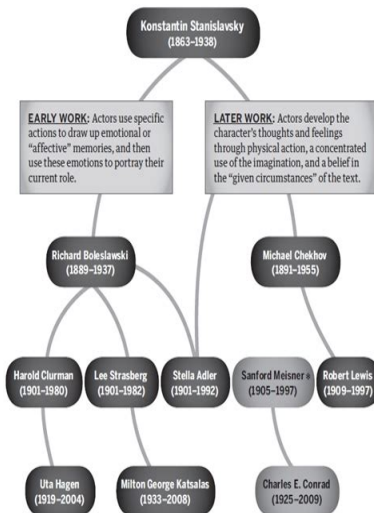 Konstantin Stanislavsky
(1863–1938)
EARLY WORK: Actors use specific
actions to draw up emotional or
“affective” memories, and then
use these emotions to portray their
current role.
LATER WORK: Actors develop the
character’s thoughts and feelings
through physical action, a concentrated
use of the imagination, and a belief in
the “given circumstances” of the text.
Richard Boleslawski
(1889–1937)
Michael Chekhov
(1891–1955)
Harold Clurman
(1901–1980)
Lee Strasberg
(1901–1982)
Stella Adler
(1901–1992)
Sanford Meisner*
(1905–1997)
Robert Lewis
(1909–1997)
Uta Hagen
(1919–2004)
Milton George Katsalas
(1933–2008)
Charles E. Conrad
(1925–2009)